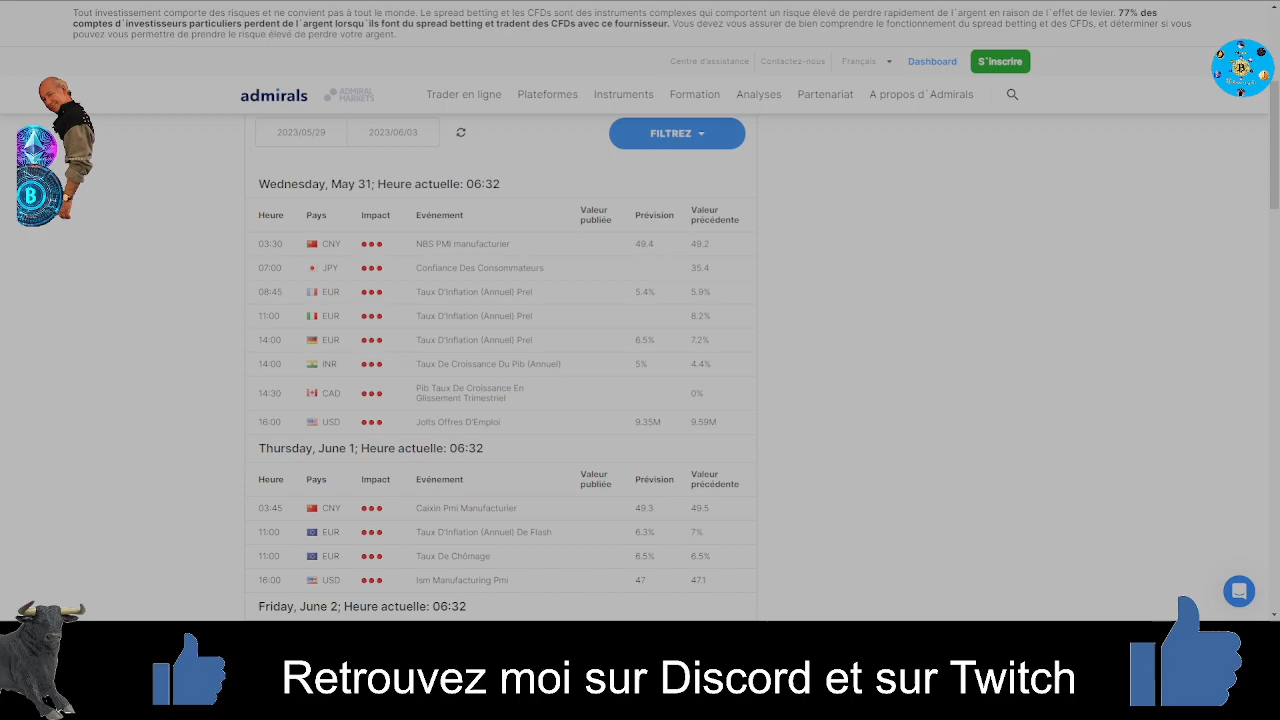 Tout investissement comporte des risques et ne convient pas à tout le monde. Le spread betting et les CFDs sont des instruments complexes qui comportent un risque élevé de perdre rapidement de l`argent en raison de l`effet de levier. 77% des
comptes d`investisseurs particuliers perdent de l`argent lorsqu`ils font du spread betting et tradent des CFDs avec ce fournisseur. Vous devez vous assurer de bien comprendre le fonctionnement du spread betting et des CFDs, et déterminer si vous
pouvez vous permettre de prendre le risque élevé de perdre votre argent.
Centre d'assistance Contactez-nous Français Dashboard S`inscrire
admirals ADMIRAL MARKETS Trader en ligne Plateformes Instruments Formation Analyses Partenariat A propos d`Admirals
2023/05/29 2023/06/03 FILTREZ
Wednesday, May 31; Heure actuelle: 06:32
Heure Pays Impact Evénement Valeur publiée Prévision Valeur précédente
03:30 CNY NBS PMI manufacturier 49.4 49.2
07:00 JPY Confiance Des Consommateurs 35.4
08:45 EUR Taux D'Inflation (Annuel) Prel 5.4% 5.9%
11:00 EUR Taux D'Inflation (Annuel) Prel 8.2%
14:00 EUR Taux D'Inflation (Annuel) Prel 6.5% 7.2%
14:00 INR Taux De Croissance Du Pib (Annuel) 5% 4.4%
14:30 CAD Pib Taux De Croissance En Glissement Trimestriel 0%
16:00 USD Jolts Offres D'Emploi 9.35M 9.59M
Thursday, June 1; Heure actuelle: 06:32
Heure Pays Impact Evénement Valeur publiée Prévision Valeur précédente
03:45 CNY Caixin Pmi Manufacturier 49.3 49.5
11:00 EUR Taux D'Inflation (Annuel) De Flash 6.3% 7%
11:00 EUR Taux De Chômage 6.5% 6.5%
16:00 USD Ism Manufacturing Pmi 47 47.1
Friday, June 2; Heure actuelle: 06:32
Retrouvez moi sur Discord et sur Twitch